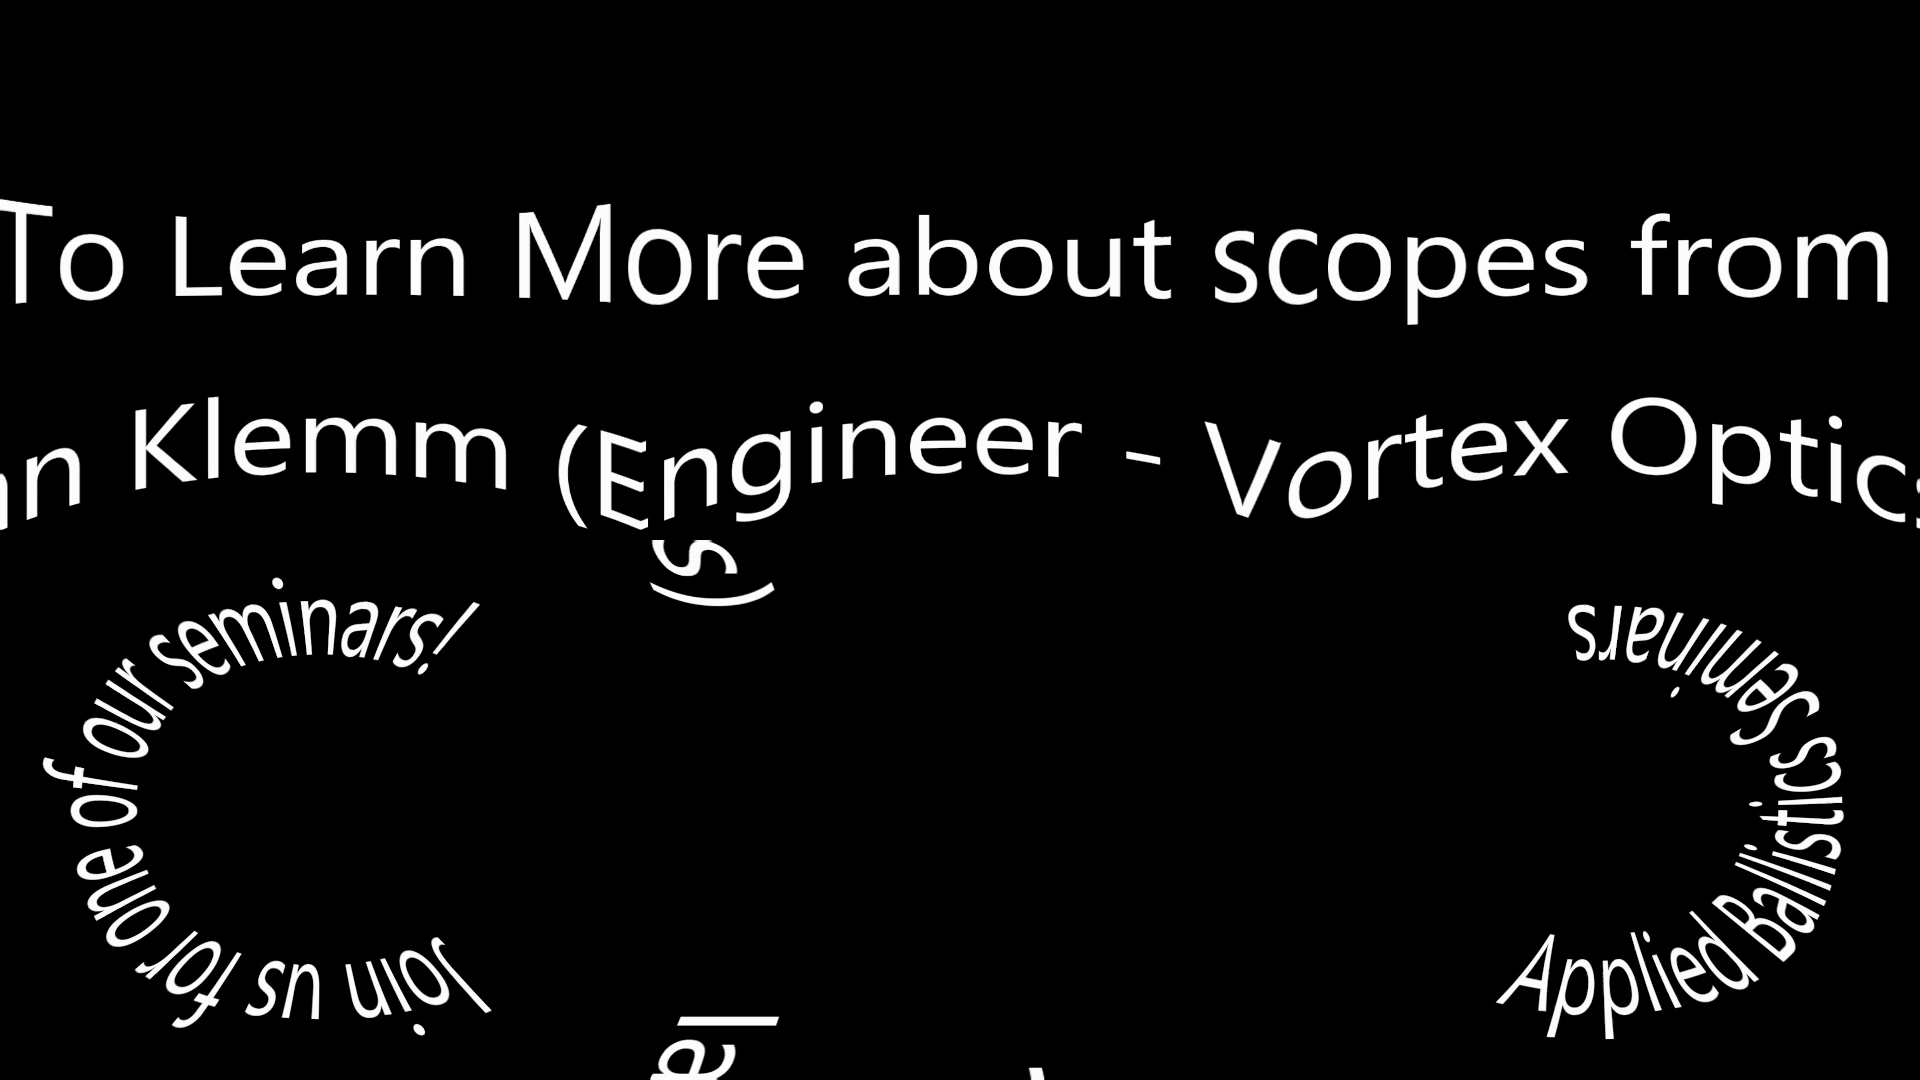 To Learn More about scopes from
Klemm (Engineer - Vortex Optics
s)
Join us for one of our seminars!
Applied Ballistics Seminars